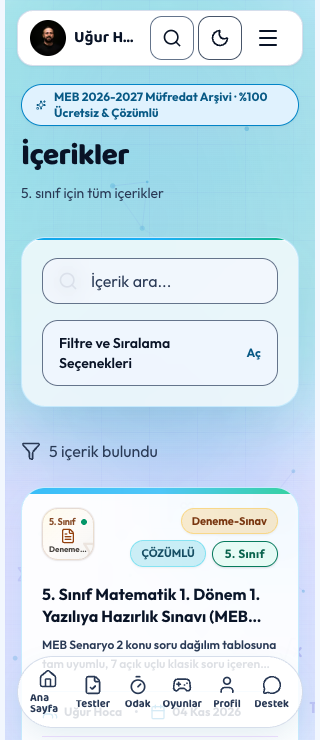 Uğur H...
MEB 2026-2027 Müfredat Arşivi · %100
Ücretsiz & Çözümlü
İçerikler
5. sınıf için tüm içerikler
İçerik ara...
Filtre ve Sıralama
Seçenekleri
Aç
5 içerik bulundu
5. Sınıf
Deneme...
Deneme-Sınav
ÇÖZÜMLÜ
5. Sınıf
5. Sınıf Matematik 1. Dönem 1.
Yazılıya Hazırlık Sınavı (MEB...
MEB Senaryo 2 konu soru dağılım tablosuna
tam uyumlu, 7 açık uçlu klasik soru içeren...
Uğur Hoca
04 Kas 2026
Ana
Sayfa
Testler
Odak
Oyunlar
Profil
Destek